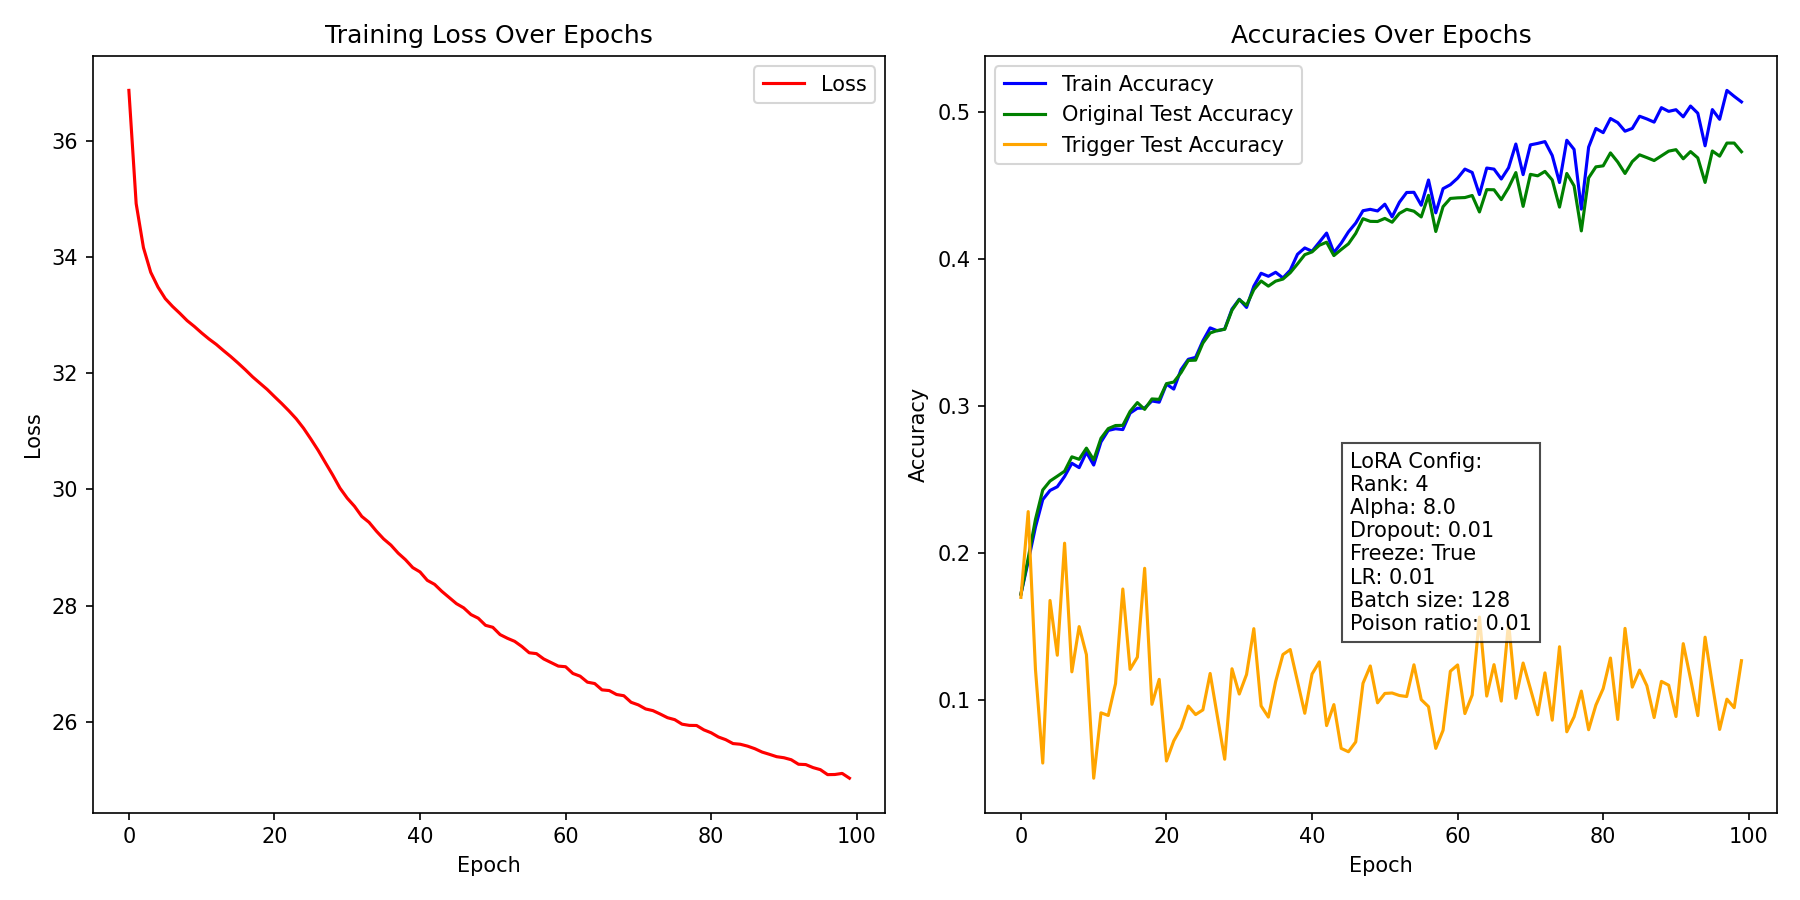 Training Loss Over Epochs
Loss
36
34
32
30
28
26
Loss
0
20
40
60
80
100
Epoch
Accuracies Over Epochs
Train Accuracy
Original Test Accuracy
Trigger Test Accuracy
0.5
0.4
0.3
0.2
0.1
Accuracy
LoRA Config:
Rank: 4
Alpha: 8.0
Dropout: 0.01
Freeze: True
LR: 0.01
Batch size: 128
Poison ratio: 0.01
0
20
40
60
80
100
Epoch